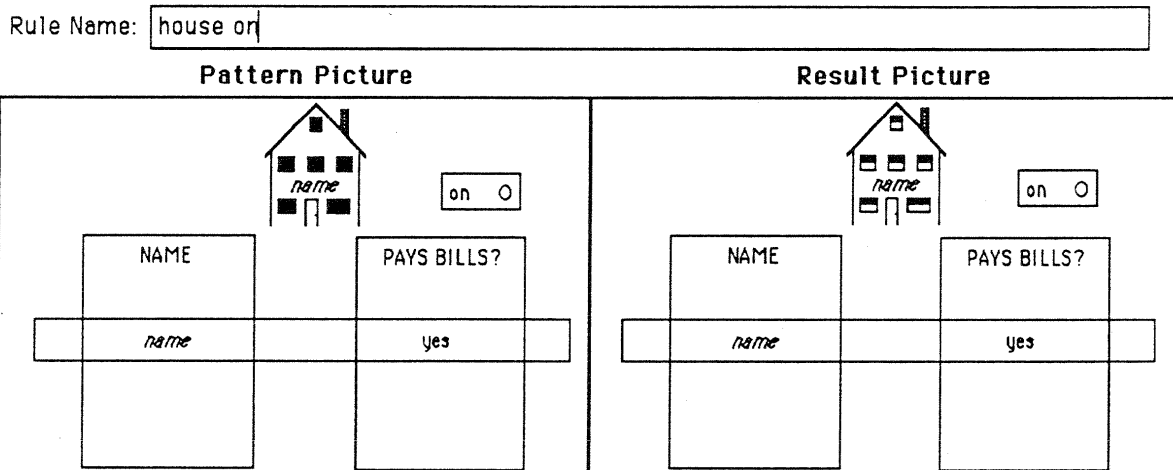 Rule Name: house on
Pattern Picture Result Picture
name name
on O on O
NAME PAYS BILLS? NAME PAYS BILLS?
name yes name yes